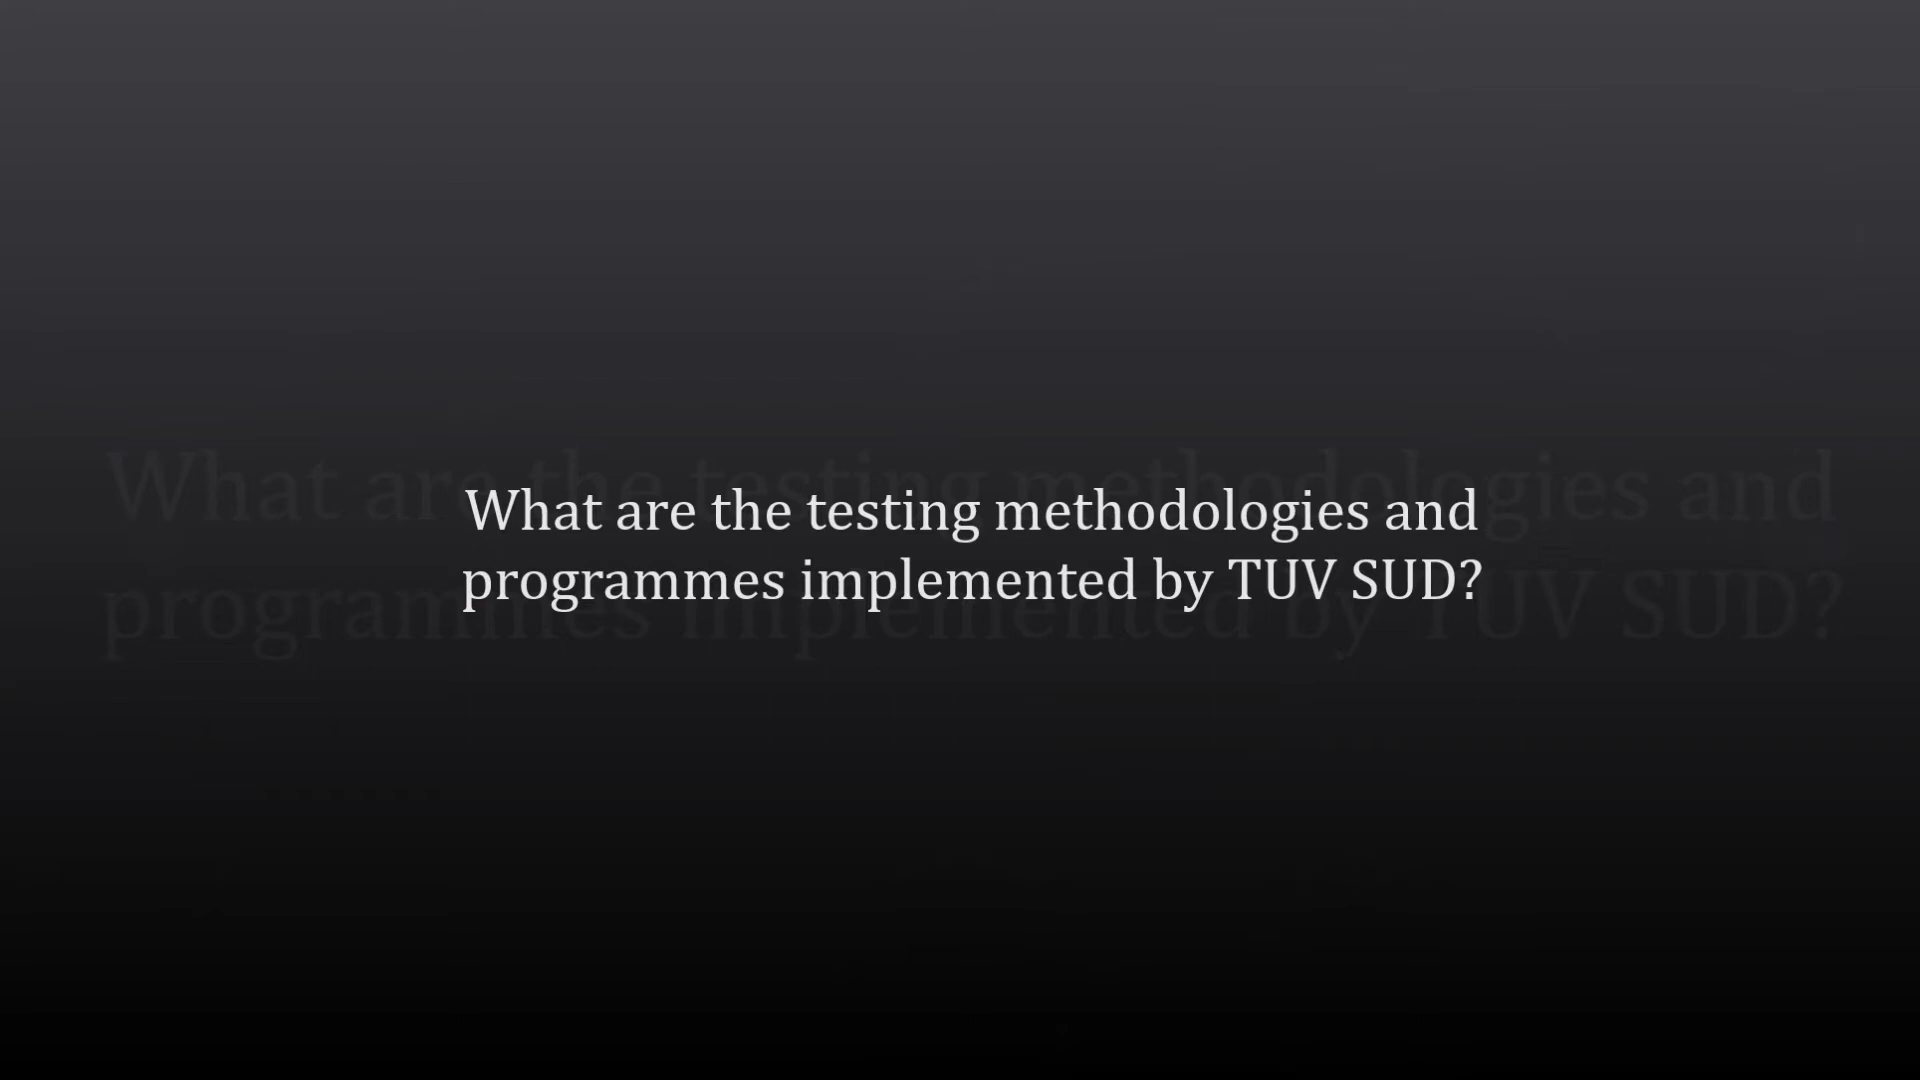 What are the testing methodologies and
programmes implemented by TUV SUD?